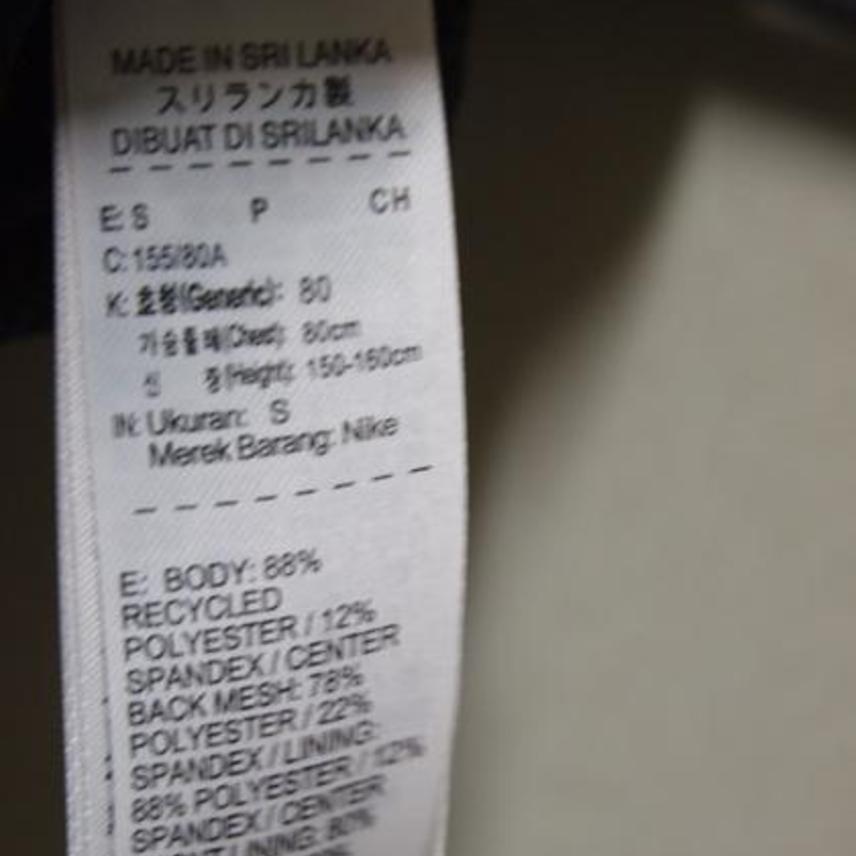 MADE IN SRI LANKA
スリランカ製
DIBUAT DI SRILANKA
E: S P CH
C: 155/80A
K: 호칭(Generic): 80
가슴둘레(Chest): 80cm
신 장(Height): 150-160cm
IN: Ukuran: S
Merek Barang: Nike
E: BODY: 88%
RECYCLED
POLYESTER / 12%
SPANDEX / CENTER
BACK MESH: 78%
POLYESTER / 22%
SPANDEX / LINING:
88% POLYESTER / 12%
SPANDEX / CENTER
LINING: 80%